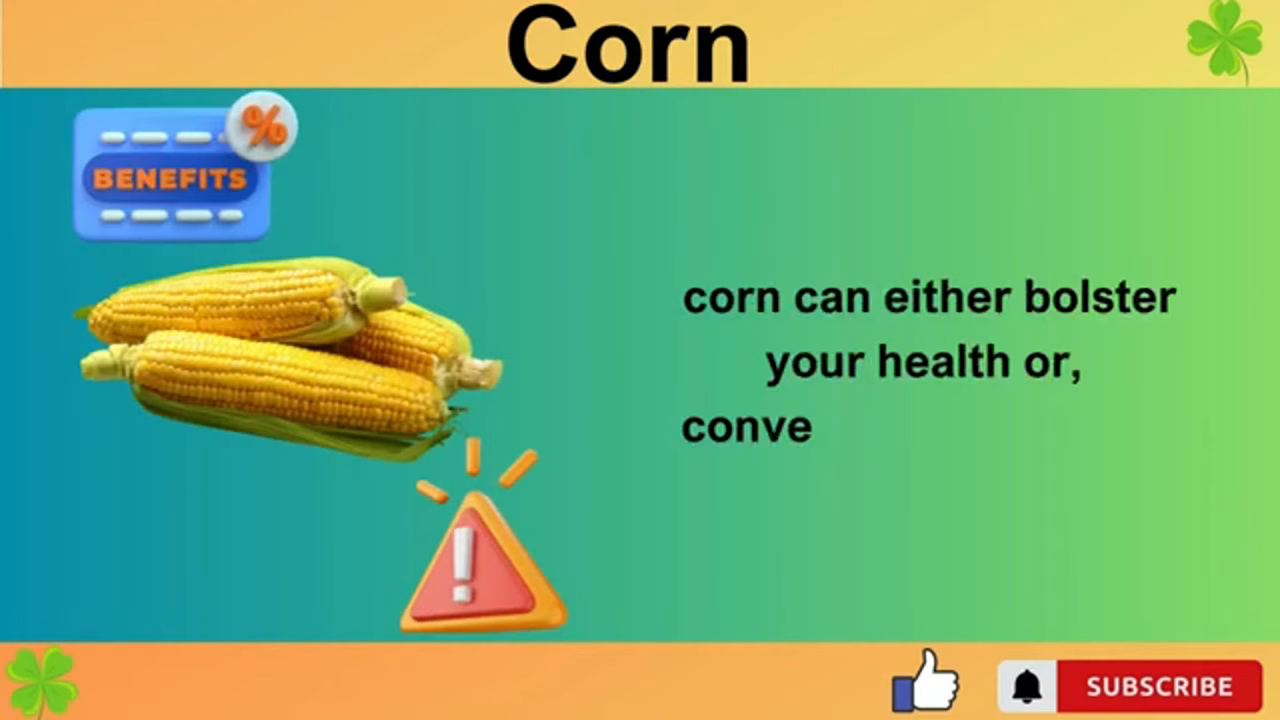 Corn
%
BENEFITS
corn can either bolster
your health or,
conve
!
SUBSCRIBE